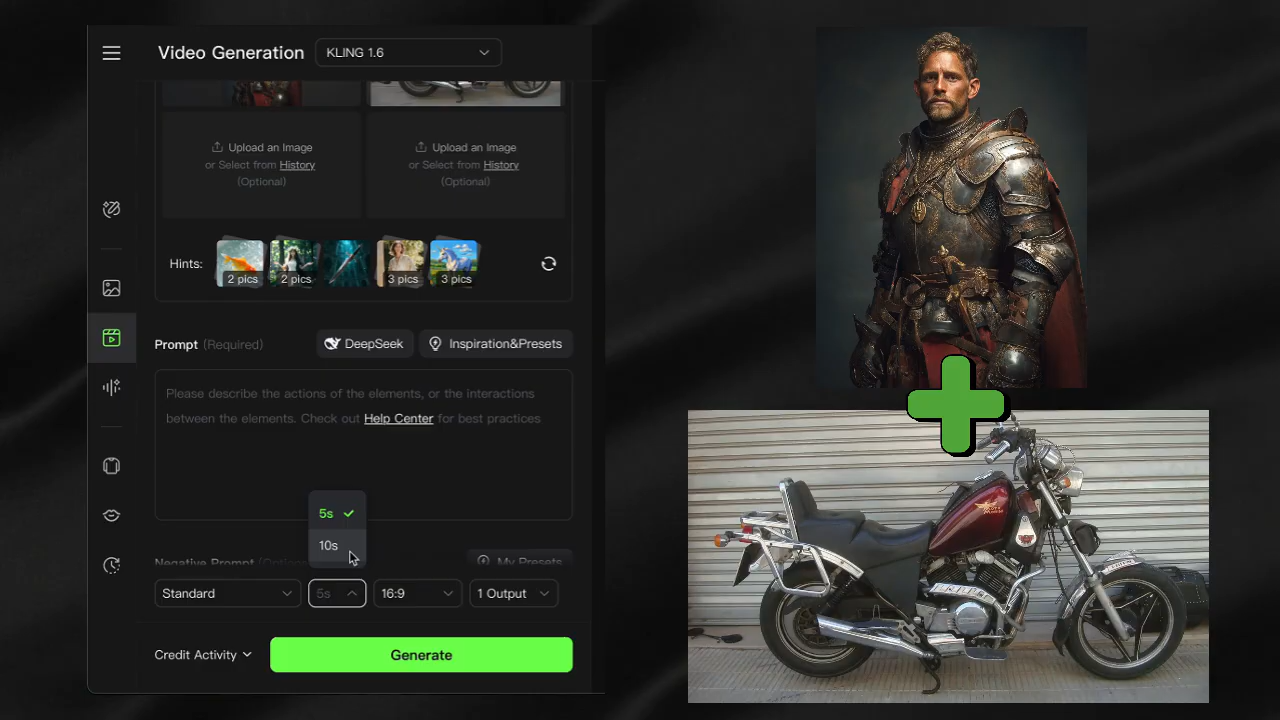 Video Generation
KLING 1.6
Upload an Image
or Select from History
(Optional)
Upload an Image
or Select from History
(Optional)
Hints:
2 pics
2 pics
3 pics
3 pics
Prompt (Required)
DeepSeek
Inspiration&Presets
Please describe the actions of the elements, or the interactions
between the elements. Check out Help Center for best practices
5s
10s
Negative Prompt (Optional
My Presets
Standard
5s
16:9
1 Output
Credit Activity
Generate